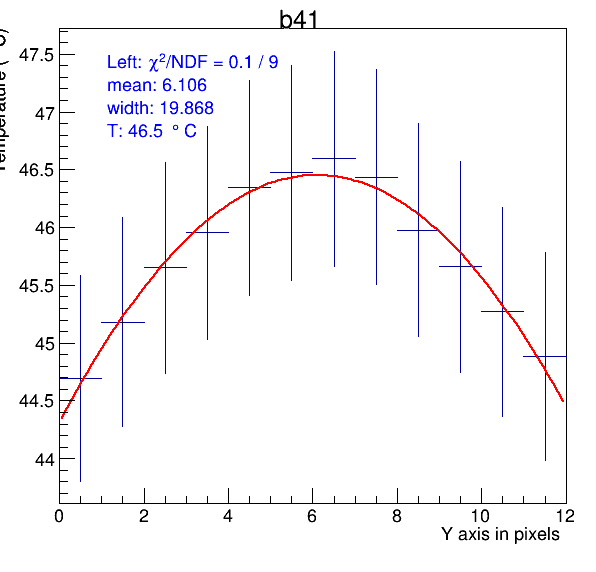 b41
Left: χ²/NDF = 0.1 / 9
mean: 6.106
width: 19.868
T: 46.5 ° C
Temperature ( ° C)
47.5
47
46.5
46
45.5
45
44.5
44
0 2 4 6 8 10 12
Y axis in pixels